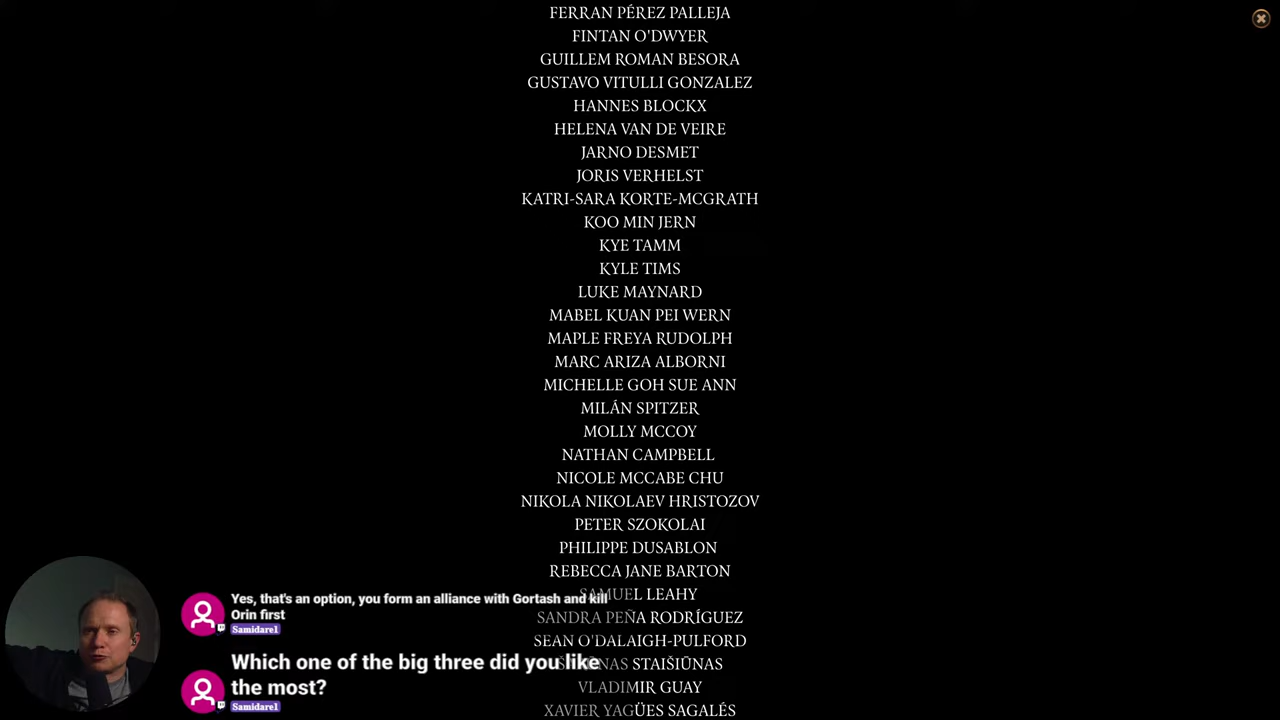 FERRAN PÉREZ PALLEJA
FINTAN O'DWYER
GUILLEM ROMAN BESORA
GUSTAVO VITULLI GONZALEZ
HANNES BLOCKX
HELENA VAN DE VEIRE
JARNO DESMET
JORIS VERHELST
KATRI-SARA KORTE-MCGRATH
KOO MIN JERN
KYE TAMM
KYLE TIMS
LUKE MAYNARD
MABEL KUAN PEI WERN
MAPLE FREYA RUDOLPH
MARC ARIZA ALBORNI
MICHELLE GOH SUE ANN
MILÁN SPITZER
MOLLY MCCOY
NATHAN CAMPBELL
NICOLE MCCABE CHU
NIKOLA NIKOLAEV HRISTOZOV
PETER SZOKOLAI
PHILIPPE DUSABLON
REBECCA JANE BARTON
SAMUEL LEAHY
SANDRA PEÑA RODRÍGUEZ
SEAN O'DALAIGH-PULFORD
STAIŠIŪNAS
VLADIMIR GUAY
XAVIER YAGÜES SAGALÉS
Yes, that's an option, you form an alliance with Gortash and kill
Orin first
Samidare1
Which one of the big three did you like
the most?
Samidare1